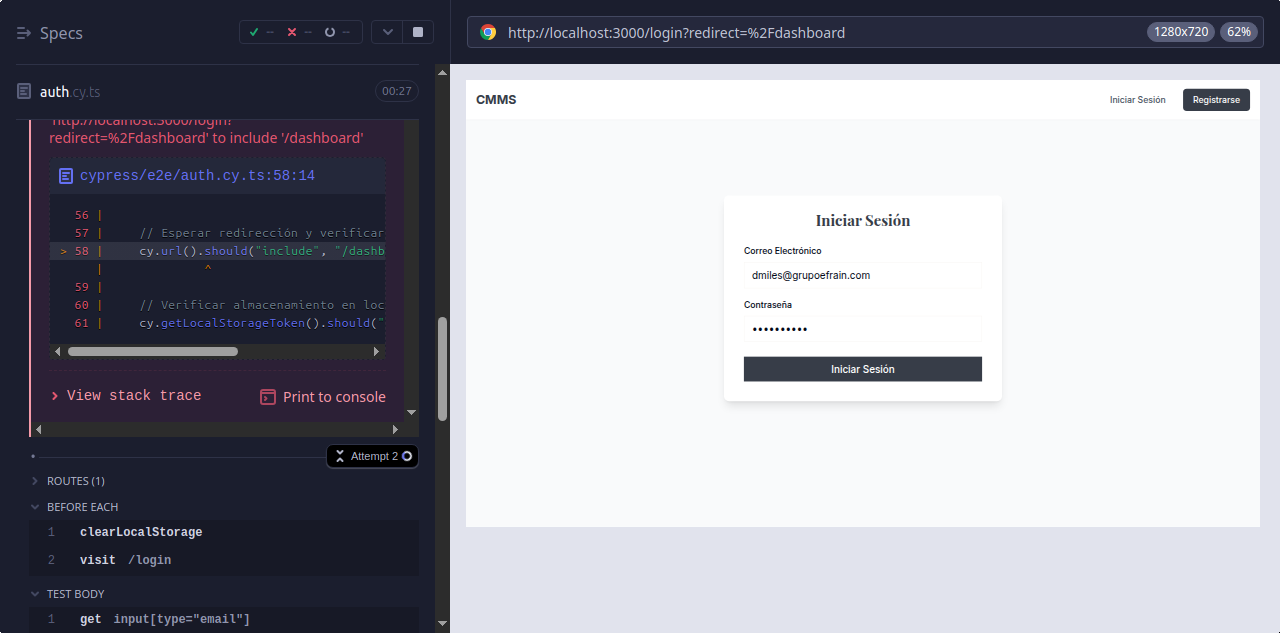 Specs
--
--
--
http://localhost:3000/login?redirect=%2Fdashboard
1280x720
62%
auth.cy.ts
00:27
'http://localhost:3000/login?
redirect=%2Fdashboard' to include '/dashboard'
cypress/e2e/auth.cy.ts:58:14
56 |
57 | // Esperar redirección y verificar
> 58 | cy.url().should("include", "/dashb
| ^
59 |
60 | // Verificar almacenamiento en loc
61 | cy.getLocalStorageToken().should("
View stack trace
Print to console
Attempt 2
ROUTES (1)
BEFORE EACH
1 clearLocalStorage
2 visit /login
TEST BODY
1 get input[type="email"]
CMMS
Iniciar Sesión
Registrarse
Iniciar Sesión
Correo Electrónico
dmiles@grupoefrain.com
Contraseña
••••••••••
Iniciar Sesión